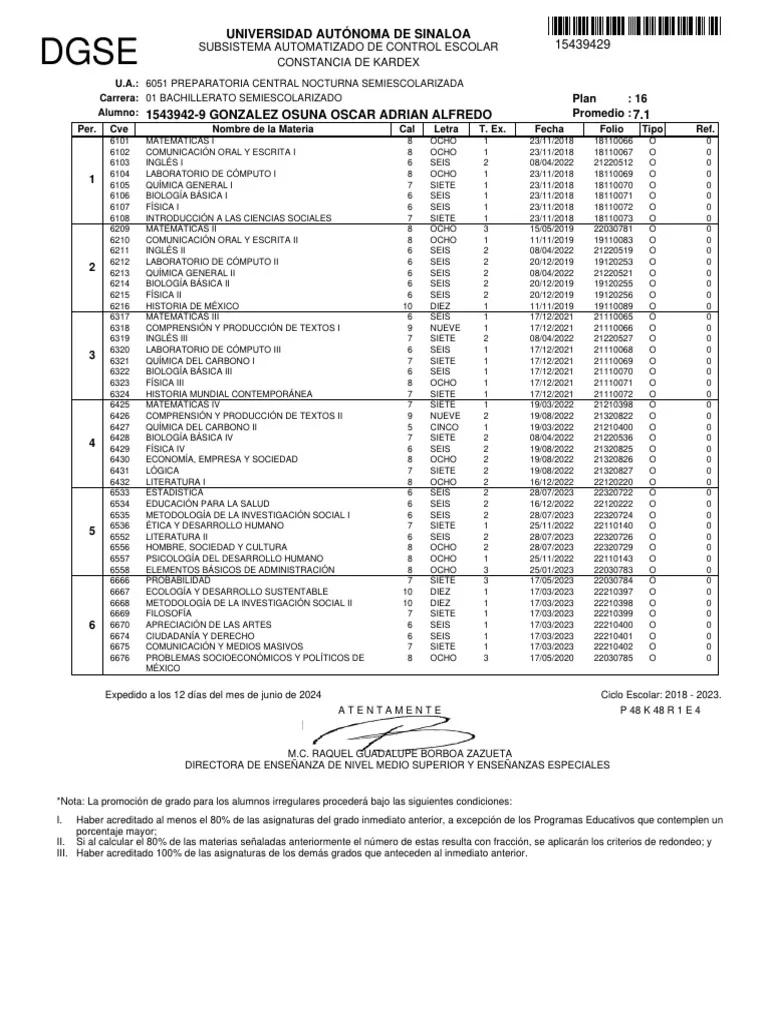 DGSE
UNIVERSIDAD AUTÓNOMA DE SINALOA
SUBSISTEMA AUTOMATIZADO DE CONTROL ESCOLAR
CONSTANCIA DE KARDEX
15439429
U.A.: 6051 PREPARATORIA CENTRAL NOCTURNA SEMIESCOLARIZADA
Carrera: 01 BACHILLERATO SEMIESCOLARIZADO Plan : 16
Alumno: 1543942-9 GONZALEZ OSUNA OSCAR ADRIAN ALFREDO Promedio : 7.1
Per. Cve Nombre de la Materia Cal Letra T. Ex. Fecha Folio Tipo Ref.
1
6101 MATEMÁTICAS I 8 OCHO 1 23/11/2018 18110066 O 0
6102 COMUNICACIÓN ORAL Y ESCRITA I 8 OCHO 1 23/11/2018 18110067 O 0
6103 INGLÉS I 6 SEIS 2 08/04/2022 21220512 O 0
6104 LABORATORIO DE CÓMPUTO I 8 OCHO 1 23/11/2018 18110069 O 0
6105 QUÍMICA GENERAL I 7 SIETE 1 23/11/2018 18110070 O 0
6106 BIOLOGÍA BÁSICA I 6 SEIS 1 23/11/2018 18110071 O 0
6107 FÍSICA I 6 SEIS 1 23/11/2018 18110072 O 0
6108 INTRODUCCIÓN A LAS CIENCIAS SOCIALES 7 SIETE 1 23/11/2018 18110073 O 0
2
6209 MATEMÁTICAS II 8 OCHO 3 15/05/2019 22030781 O 0
6210 COMUNICACIÓN ORAL Y ESCRITA II 8 OCHO 1 11/11/2019 19110083 O 0
6211 INGLÉS II 6 SEIS 2 08/04/2022 21220519 O 0
6212 LABORATORIO DE CÓMPUTO II 6 SEIS 2 20/12/2019 19120253 O 0
6213 QUÍMICA GENERAL II 6 SEIS 2 08/04/2022 21220521 O 0
6214 BIOLOGÍA BÁSICA II 6 SEIS 2 20/12/2019 19120255 O 0
6215 FÍSICA II 6 SEIS 2 20/12/2019 19120256 O 0
6216 HISTORIA DE MÉXICO 10 DIEZ 1 11/11/2019 19110089 O 0
3
6317 MATEMÁTICAS III 6 SEIS 1 17/12/2021 21110065 O 0
6318 COMPRENSIÓN Y PRODUCCIÓN DE TEXTOS I 9 NUEVE 1 17/12/2021 21110066 O 0
6319 INGLÉS III 7 SIETE 2 08/04/2022 21220527 O 0
6320 LABORATORIO DE CÓMPUTO III 6 SEIS 1 17/12/2021 21110068 O 0
6321 QUÍMICA DEL CARBONO I 7 SIETE 1 17/12/2021 21110069 O 0
6322 BIOLOGÍA BÁSICA III 6 SEIS 1 17/12/2021 21110070 O 0
6323 FÍSICA III 8 OCHO 1 17/12/2021 21110071 O 0
6324 HISTORIA MUNDIAL CONTEMPORÁNEA 7 SIETE 1 17/12/2021 21110072 O 0
4
6425 MATEMÁTICAS IV 7 SIETE 1 19/03/2022 21210398 O 0
6426 COMPRENSIÓN Y PRODUCCIÓN DE TEXTOS II 9 NUEVE 2 19/08/2022 21320822 O 0
6427 QUÍMICA DEL CARBONO II 5 CINCO 1 19/03/2022 21210400 O 0
6428 BIOLOGÍA BÁSICA IV 7 SIETE 2 08/04/2022 21220536 O 0
6429 FÍSICA IV 6 SEIS 2 19/08/2022 21320825 O 0
6430 ECONOMÍA, EMPRESA Y SOCIEDAD 8 OCHO 2 19/08/2022 21320826 O 0
6431 LÓGICA 7 SIETE 2 19/08/2022 21320827 O 0
6432 LITERATURA I 8 OCHO 2 16/12/2022 22120220 O 0
5
6533 ESTADÍSTICA 6 SEIS 2 28/07/2023 22320722 O 0
6534 EDUCACIÓN PARA LA SALUD 6 SEIS 2 16/12/2022 22120222 O 0
6535 METODOLOGÍA DE LA INVESTIGACIÓN SOCIAL I 6 SEIS 2 28/07/2023 22320724 O 0
6536 ÉTICA Y DESARROLLO HUMANO 7 SIETE 1 25/11/2022 22110140 O 0
6552 LITERATURA II 6 SEIS 2 28/07/2023 22320726 O 0
6556 HOMBRE, SOCIEDAD Y CULTURA 8 OCHO 2 28/07/2023 22320729 O 0
6557 PSICOLOGÍA DEL DESARROLLO HUMANO 8 OCHO 1 25/11/2022 22110143 O 0
6558 ELEMENTOS BÁSICOS DE ADMINISTRACIÓN 8 OCHO 3 25/01/2023 22030783 O 0
6
6666 PROBABILIDAD 7 SIETE 3 17/05/2023 22030784 O 0
6667 ECOLOGÍA Y DESARROLLO SUSTENTABLE 10 DIEZ 1 17/03/2023 22210397 O 0
6668 METODOLOGÍA DE LA INVESTIGACIÓN SOCIAL II 10 DIEZ 1 17/03/2023 22210398 O 0
6669 FILOSOFÍA 7 SIETE 1 17/03/2023 22210399 O 0
6670 APRECIACIÓN DE LAS ARTES 6 SEIS 1 17/03/2023 22210400 O 0
6674 CIUDADANÍA Y DERECHO 6 SEIS 1 17/03/2023 22210401 O 0
6675 COMUNICACIÓN Y MEDIOS MASIVOS 7 SIETE 1 17/03/2023 22210402 O 0
6676 PROBLEMAS SOCIOECONÓMICOS Y POLÍTICOS DE 8 OCHO 3 17/05/2020 22030785 O 0
MÉXICO
Expedido a los 12 días del mes de junio de 2024 Ciclo Escolar: 2018 - 2023.
A T E N T A M E N T E P 48 K 48 R 1 E 4
M.C. RAQUEL GUADALUPE BORBOA ZAZUETA
DIRECTORA DE ENSEÑANZA DE NIVEL MEDIO SUPERIOR Y ENSEÑANZAS ESPECIALES
*Nota: La promoción de grado para los alumnos irregulares procederá bajo las siguientes condiciones:
I. Haber acreditado al menos el 80% de las asignaturas del grado inmediato anterior, a excepción de los Programas Educativos que contemplen un
porcentaje mayor;
II. Si al calcular el 80% de las materias señaladas anteriormente el número de estas resulta con fracción, se aplicarán los criterios de redondeo; y
III. Haber acreditado 100% de las asignaturas de los demás grados que anteceden al inmediato anterior.